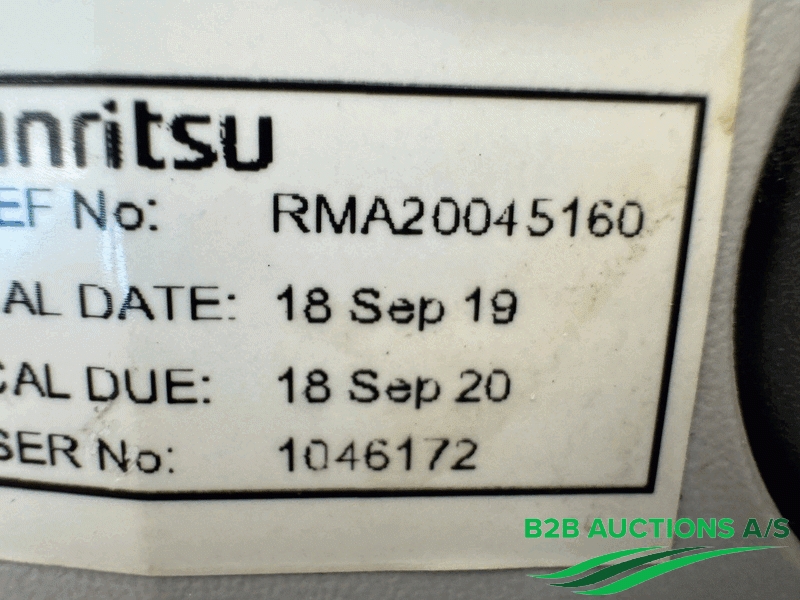 nritsu
EF No: RMA20045160
AL DATE: 18 Sep 19
CAL DUE: 18 Sep 20
SER No: 1046172
B2B AUCTIONS A/S